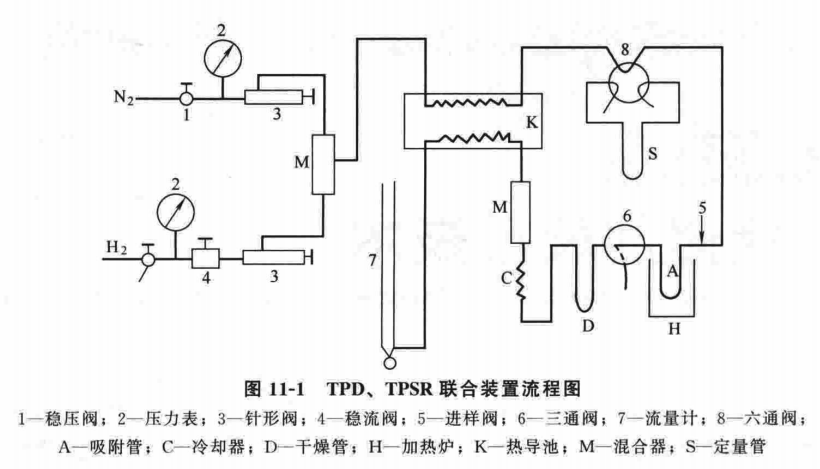 2
N₂
1
3
M
2
H₂
4
3
7
K
M
C
8
S
6
5
A
D
H
图 11-1 TPD、TPSR 联合装置流程图
1—稳压阀；2—压力表；3—针形阀；4—稳流阀；5—进样阀；6—三通阀；7—流量计；8—六通阀；
A—吸附管；C—冷却器；D—干燥管；H—加热炉；K—热导池；M—混合器；S—定量管